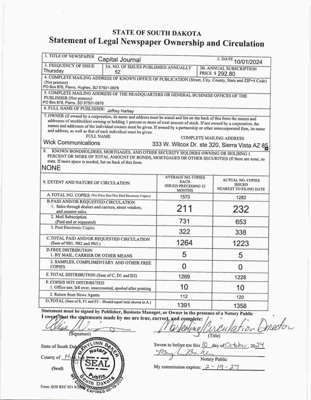 STATE OF SOUTH DAKOTA
Statement of Legal Newspaper Ownership and Circulation
1. TITLE OF NEWSPAPER Capital Journal 2. DATE 10/01/2024
3. FREQUENCY OF ISSUE Thursday 3A. NO. OF ISSUES PUBLISHED ANNUALLY 52 3B. ANNUAL SUBSCRIPTION PRICE $ 292.80
4. COMPLETE MAILING ADDRESS OF KNOWN OFFICE OF PUBLICATION (Street, City, County, State and ZIP+4 Code)
(Not printers)
PO Box 878, Pierre, Hughes, SD 57501-0878
5. COMPLETE MAILING ADDRESS OF THE HEADQUARTERS OR GENERAL BUSINESS OFFICES OF THE
PUBLISHER (Not printers)
PO Box 878, Pierre, SD 57501-0878
6. FULL NAME OF PUBLISHER: Jeffrey Hartley
7. OWNER (If owned by a corporation, its name and address must be stated and listed on the back of this form the names and
addresses of stockholders owning or holding 1 percent or more of total amount of stock. If not owned by a corporation, the
names and addresses of the individual owners must be given. If owned by a partnership or other unincorporated firm, its name
and address, as well as that of each individual must be given.
FULL NAME COMPLETE MAILING ADDRESS
Wick Communications 333 W. Wilcox Dr. ste 320, Sierra Vista AZ 85
8. KNOWN BONDHOLDERS, MORTGAGES, AND OTHER SECURITY HOLDERS OWNING OR HOLDING 1
PERCENT OR MORE OF TOTAL AMOUNT OF BONDS, MORTGAGES OR OTHER SECURITIES (If there are none, so
state. If more space is needed, list on back of this form.
NONE
9. EXTENT AND NATURE OF CIRCULATION
AVERAGE NO. COPIES EACH ISSUED PRECEDING 12 MONTHS
ACTUAL NO. COPIES ISSUED NEAREST TO FILING DATE
A. TOTAL NO. COPIES (Net Press Run Plus Paid Electronic Copies) 1573 1282
B. PAID AND/OR REQUESTED CIRCULATION
1. Sales through dealers and carriers, street vendors, and counter sales. 211 232
2. Mail Subscription (Paid and/or requested) 731 653
3. Paid Electronic Copies 322 338
C. TOTAL PAID AND/OR REQUESTED CIRCULATION (Sum of 9B1, 9B2 and 9B3.) 1264 1223
D. FREE DISTRIBUTION
1. BY MAIL, CARRIER OR OTHER MEANS 5 5
2. SAMPLES, COMPLIMENTARY AND OTHER FREE COPIES 0 0
E. TOTAL DISTRIBUTION (Sum of C, D1 and D2) 1269 1228
F. COPIES NOT DISTRIBUTED
1. Office use, left over, unaccounted, spoiled after printing 10 10
2. Return from News Agents 112 120
G. TOTAL (Sum of E, F1 and F2 – Should equal total shown in A.) 1391 1358
Statement must be signed by Publisher, Business Manager, or Owner in the presence of a Notary Public
I swear that the statements made by me are true, correct, and complete:
Marketing/Circulation Director
(Signature) (Title)
State of South Dakota
Sworn to before me this 10 day of October, 2024
County of
Notary Public
(Seal)
My commission expires: 2-19-27
NOTARY
SEAL
PUBLIC
South Dakota